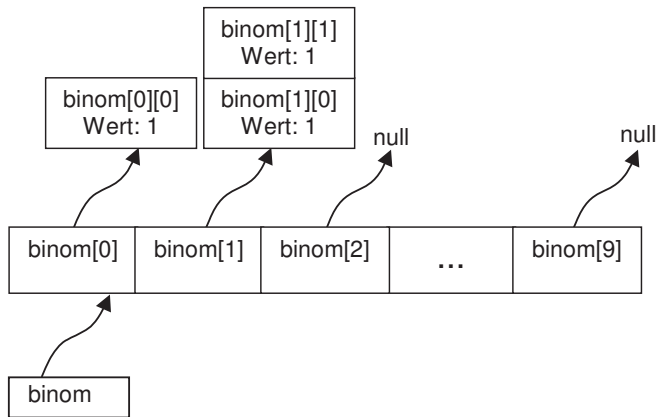 binom[1][1]
Wert: 1
binom[0][0]
Wert: 1
binom[1][0]
Wert: 1
null
null
binom[0]
binom[1]
binom[2]
...
binom[9]
binom